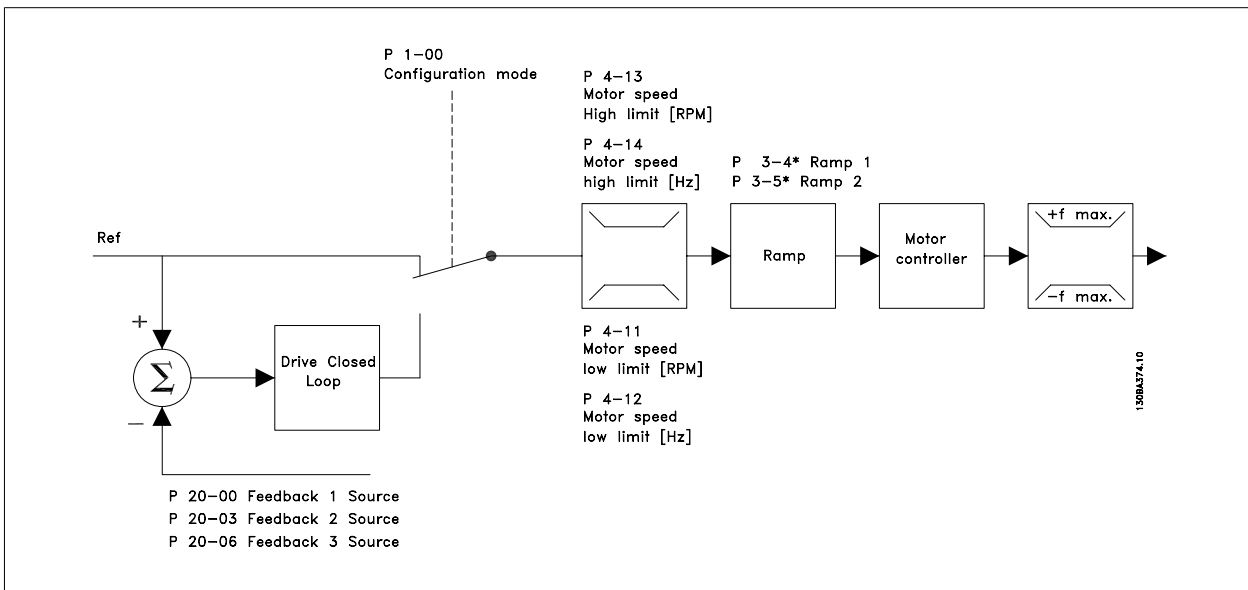 P 1-00
Configuration mode
P 4-13
Motor speed
High limit [RPM]
P 4-14
Motor speed
high limit [Hz]
P 3-4* Ramp 1
P 3-5* Ramp 2
Ref
+
Σ
−
Drive Closed
Loop
Ramp
Motor
controller
+f max.
−f max.
P 4-11
Motor speed
low limit [RPM]
P 4-12
Motor speed
low limit [Hz]
P 20-00 Feedback 1 Source
P 20-03 Feedback 2 Source
P 20-06 Feedback 3 Source
130BA374.10